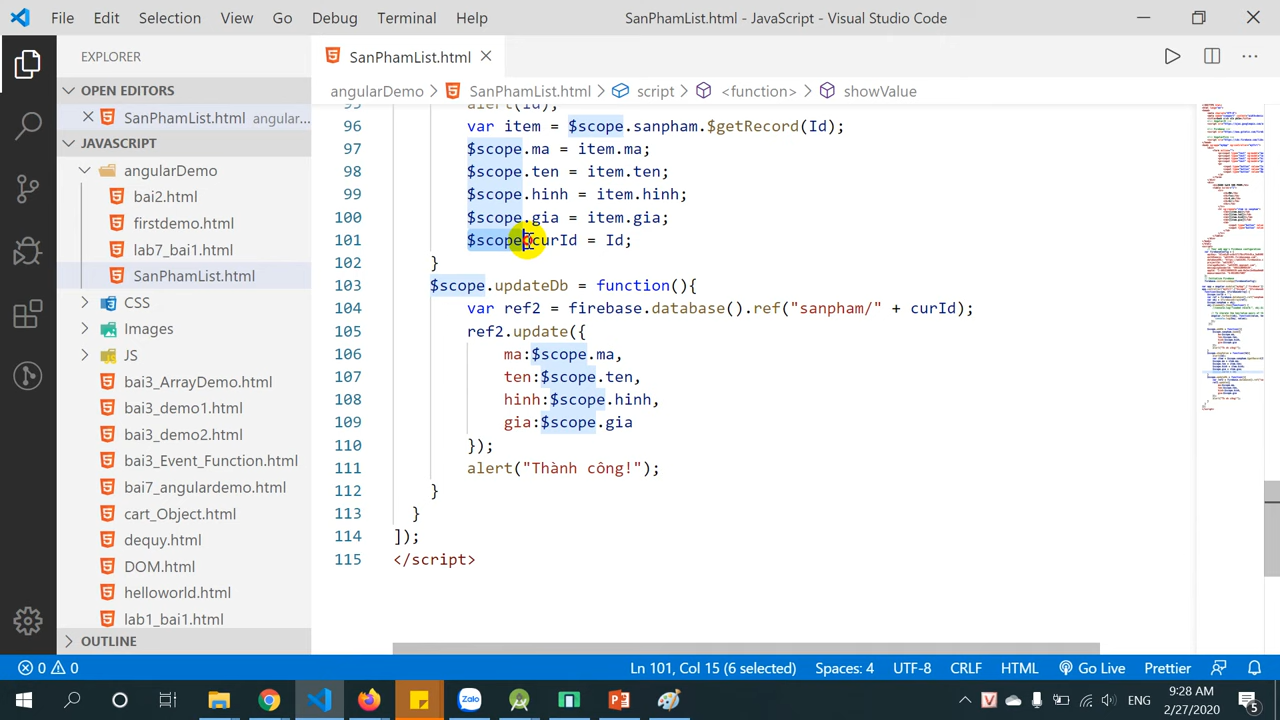 File Edit Selection View Go Debug Terminal Help SanPhamList.html - JavaScript - Visual Studio Code
EXPLORER
OPEN EDITORS
SanPhamList.html angular...
JAVASCRIPT
angularDemo
bai2.html
firstdemo.html
lab7_bai1.html
SanPhamList.html
CSS
Images
JS
bai3_ArrayDemo.html
bai3_demo1.html
bai3_demo2.html
bai3_Event_Function.html
bai7_angulardemo.html
cart_Object.html
dequy.html
DOM.html
helloworld.html
lab1_bai1.html
OUTLINE
SanPhamList.html
angularDemo > SanPhamList.html > script > <function> > showValue
95 alert(id);
96 var $scope.sanpham.$getRecord(Id);
97 $scope item.ma;
98 $scope.ten = item.ten;
99 $scope.hinh = item.hinh;
100 $scope.gia = item.gia;
101 $scope.curId = Id;
102 }
103 $scope.updateDb = function(){
104 var firebase.database().ref("sanpham/" + curId);
105 ref2.update({
106 ma:$scope.ma,
107 $scope.ten,
108 hinh:$scope.hinh,
109 gia:$scope.gia
110 });
111 alert("Thành công!");
112 }
113 }
114 ]);
115 </script>
0 0 Ln 101, Col 15 (6 selected) Spaces: 4 UTF-8 CRLF HTML Go Live Prettier
Zalo V ENG 3:28 AM 2/27/2020 5